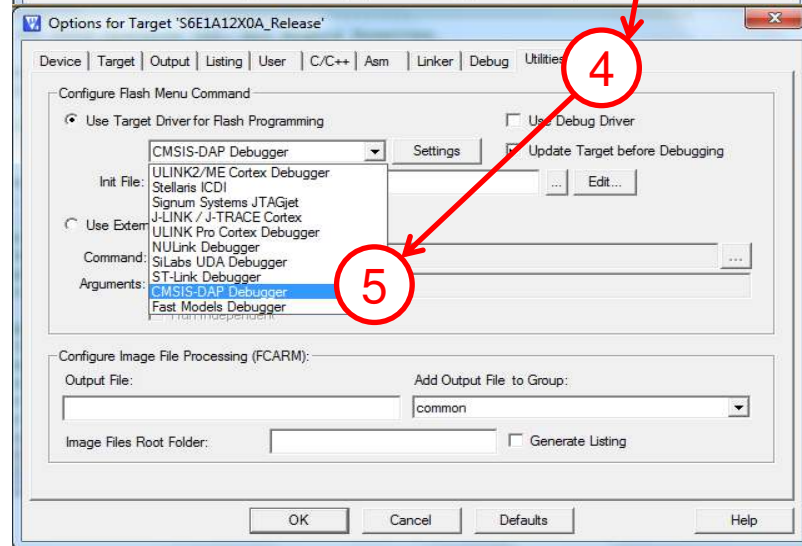 Options for Target 'S6E1A12X0A_Release'
Device | Target | Output | Listing | User | C/C++ | Asm | Linker | Debug | Utilities
4
Configure Flash Menu Command
Use Target Driver for Flash Programming
Use Debug Driver
CMSIS-DAP Debugger
Settings
Update Target before Debugging
ULINK2/ME Cortex Debugger
Stellaris ICDI
Init File:
... Edit...
Signum Systems JTAGjet
J-LINK / J-TRACE Cortex
Use Extern
ULINK Pro Cortex Debugger
NULink Debugger
Command:
SiLabs UDA Debugger
...
ST-Link Debugger
Arguments:
CMSIS-DAP Debugger
5
Fast Models Debugger
Run Independent
Configure Image File Processing (FCARM):
Output File:
Add Output File to Group:
common
Image Files Root Folder:
Generate Listing
OK
Cancel
Defaults
Help